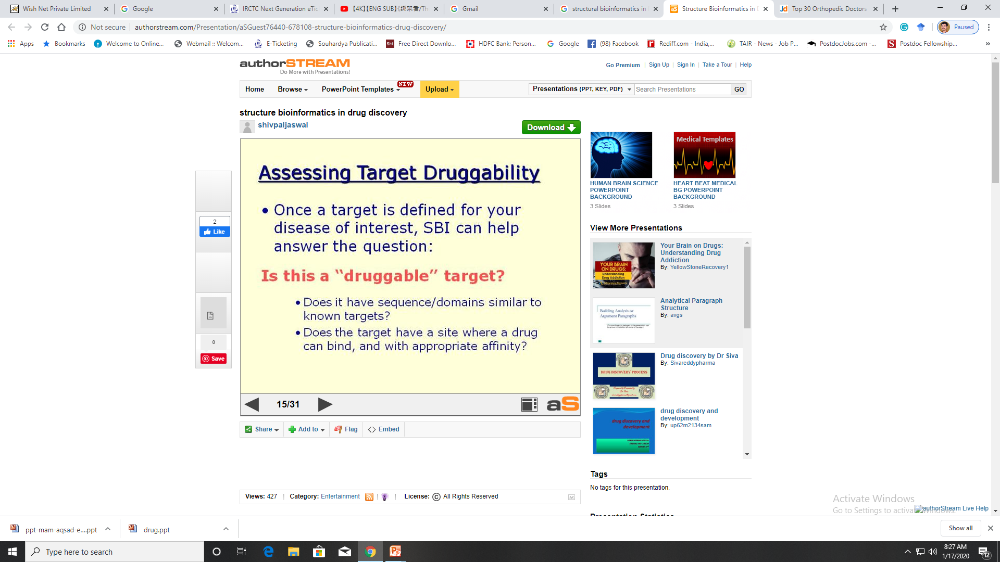 Wish Net Private Limited
Google
IRCTC Next Generation eTic
【4K】【ENG SUB】《绑架者/Th
Gmail
structural bioinformatics in
Structure Bioinformatics in
Top 30 Orthopedic Doctors
Not secure
authorstream.com/Presentation/aSGuest76440-678108-structure-bioinformatics-drug-discovery/
Paused
Apps
Bookmarks
Welcome to Online...
Webmail :: Welcom...
E-Ticketing
Souhardya Publicati...
Free Direct Downlo...
HDFC Bank: Person...
Google
(98) Facebook
Rediff.com - India,...
TAIR - News - Job P...
PostdocJobs.com -...
Postdoc Fellowship...
»
authorSTREAM
Do More with Presentations!
Go Premium | Sign Up | Sign In | Take a Tour | Help
Home
Browse
PowerPoint Templates
NEW
Upload
Presentations (PPT, KEY, PDF)
Search Presentations
GO
structure bioinformatics in drug discovery
shivpaljaswal
Download
Assessing Target Druggability
• Once a target is defined for your
disease of interest, SBI can help
answer the question:
Is this a “druggable” target?
• Does it have sequence/domains similar to
known targets?
• Does the target have a site where a drug
can bind, and with appropriate affinity?
15/31
aS
2
Like
0
Save
Share
Add to
Flag
Embed
Views: 427
Category: Entertainment
License: © All Rights Reserved
Medical Templates
HUMAN BRAIN SCIENCE
POWERPOINT
BACKGROUND
3 Slides
HEART BEAT MEDICAL
BG POWERPOINT
BACKGROUND
3 Slides
View More Presentations
YOUR BRAIN
ON DRUGS:
Understanding
Drug Addiction
Your Brain on Drugs:
Understanding Drug
Addiction
By: YellowStoneRecovery1
Building Analysis or
Argument Paragraphs
Analytical Paragraph
Structure
By: avgs
DRUG DISCOVERY PROCESS
Drug discovery by Dr Siva
By: Sivareddypharma
drug discovery and
development
drug discovery and
development
By: up62m2134sam
Tags
No tags for this presentation.
Activate Windows
Go to Settings to activate Windows.
authorStream Live Help
ppt-mam-aqsad-e....ppt
drug.ppt
Show all
Type here to search
8:27 AM
1/17/2020
12